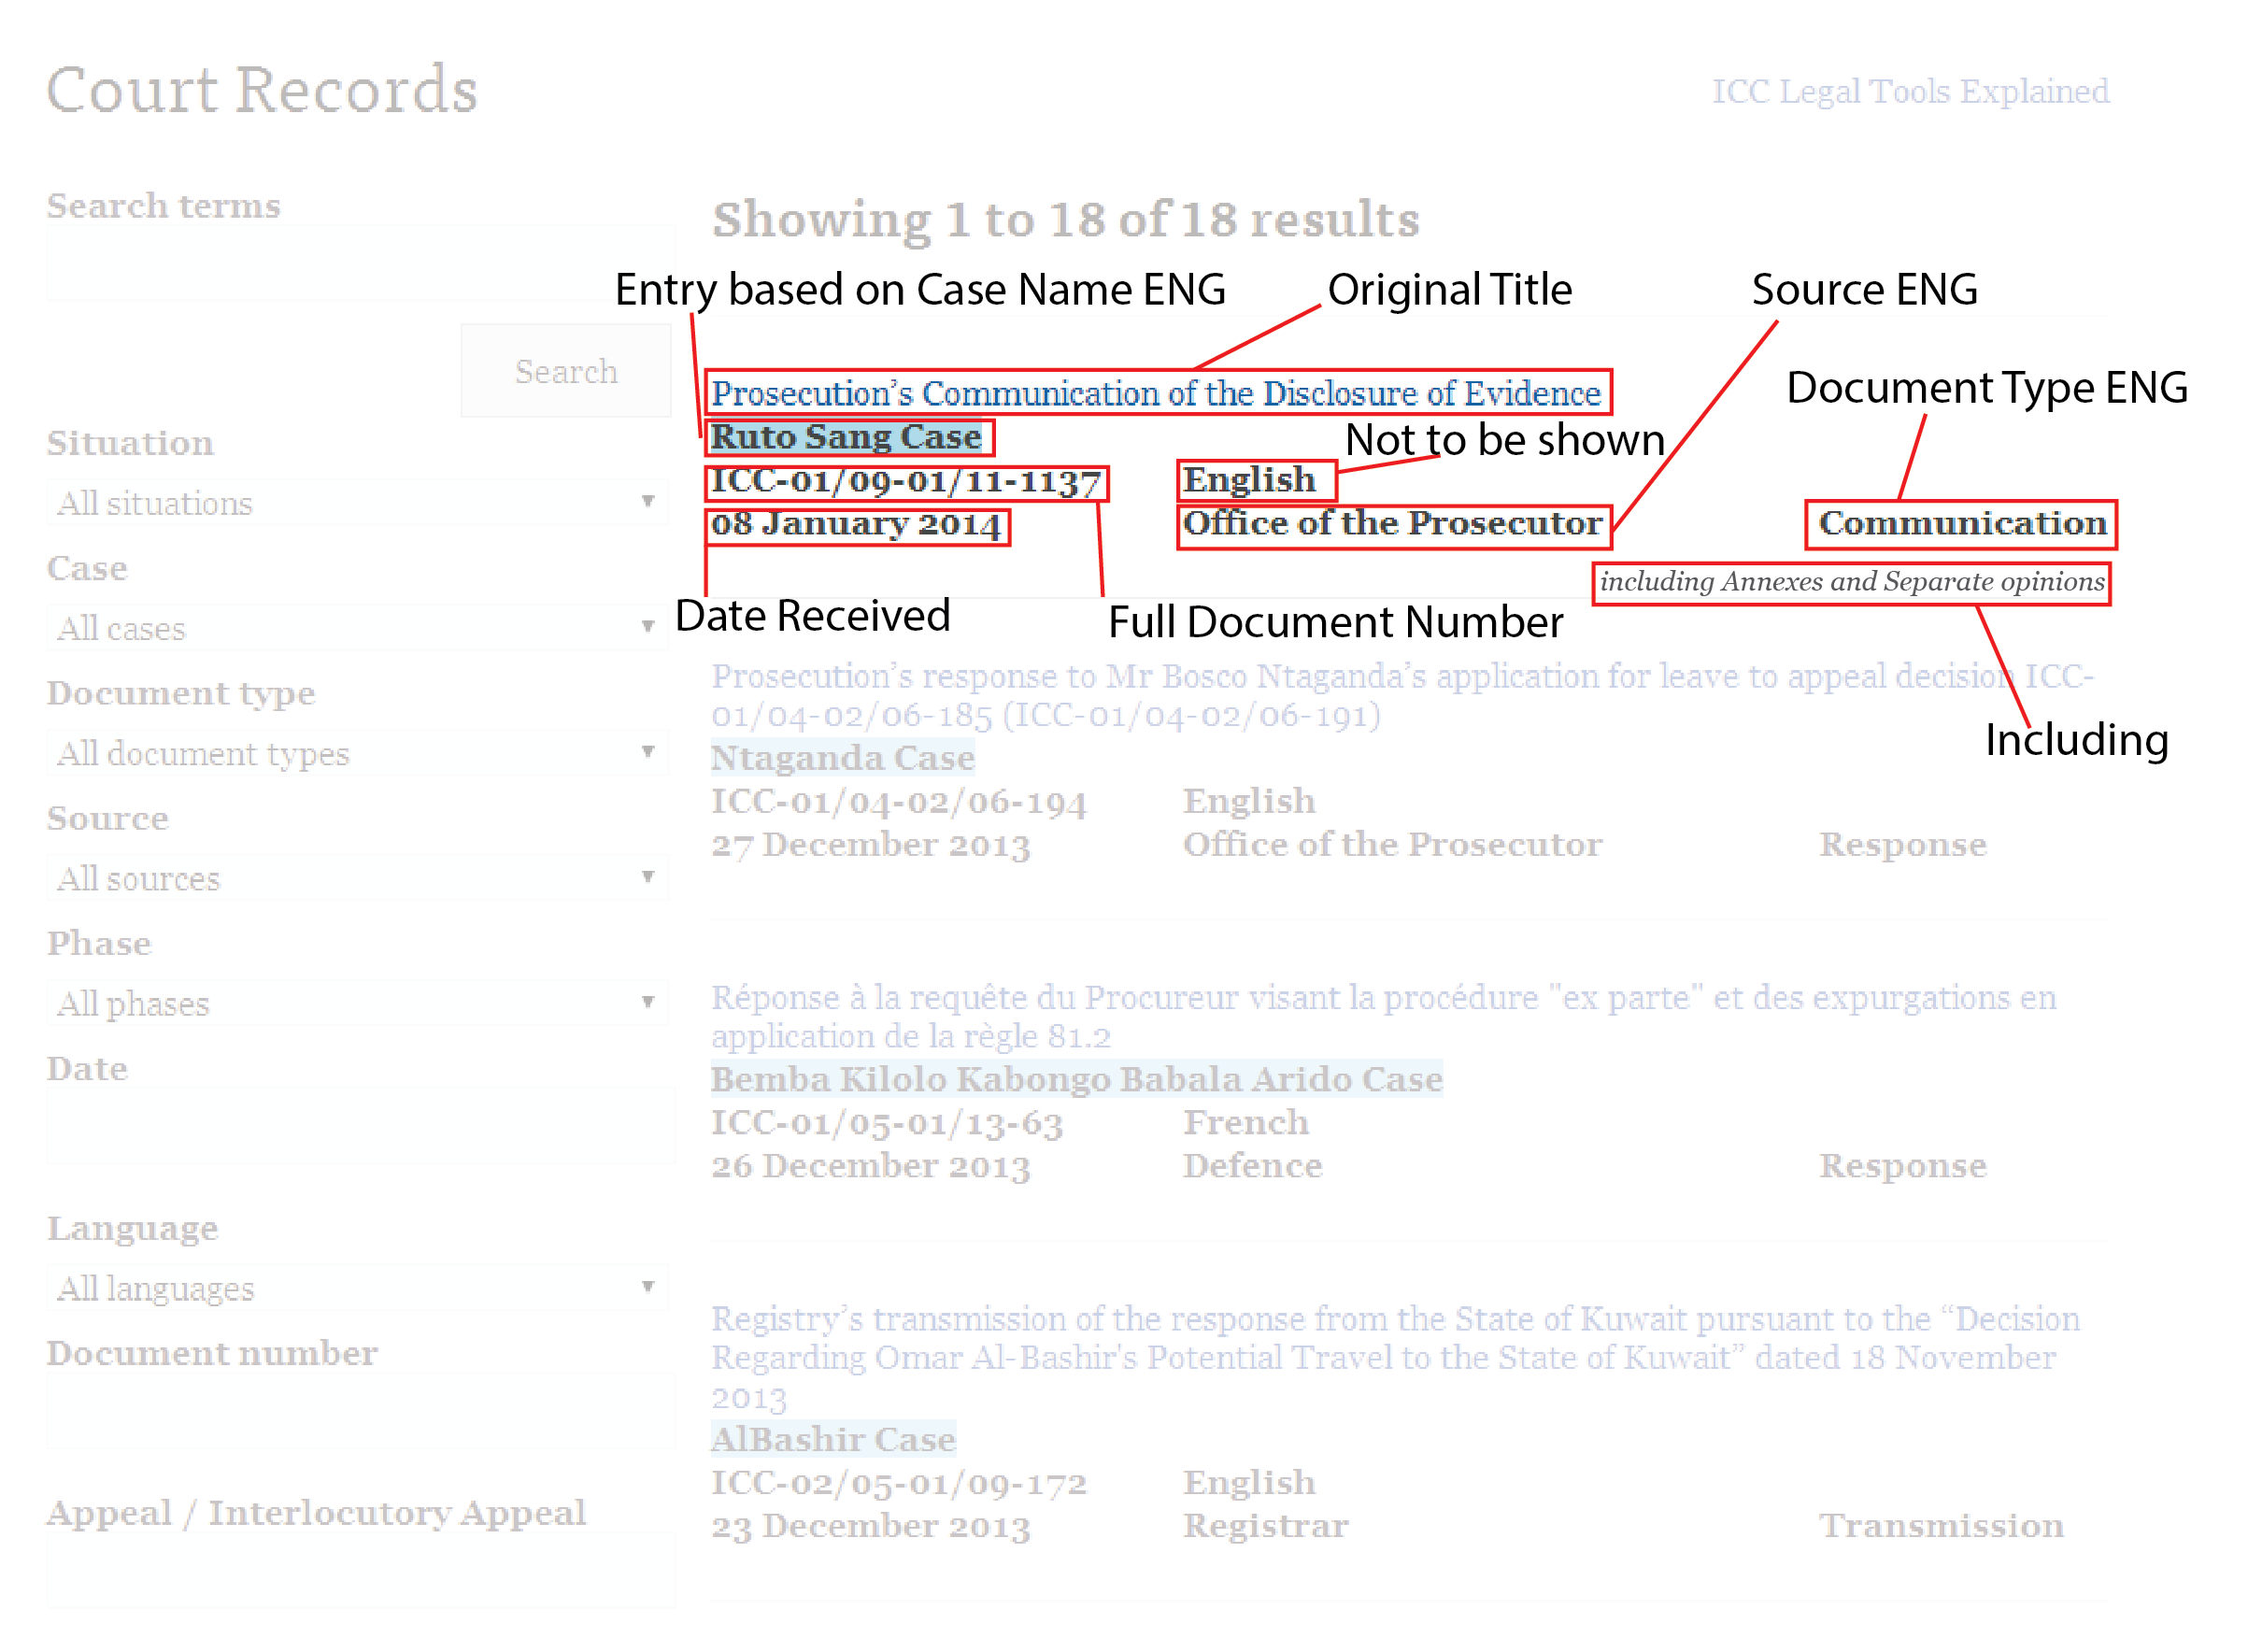 Court Records
ICC Legal Tools Explained
Search terms
Search
Situation
All situations
Case
All cases
Document type
All document types
Source
All sources
Phase
All phases
Date
Language
All languages
Document number
Appeal / Interlocutory Appeal
Showing 1 to 18 of 18 results
Entry based on Case Name ENG
Original Title
Source ENG
Document Type ENG
Prosecution’s Communication of the Disclosure of Evidence
Ruto Sang Case
Not to be shown
ICC-01/09-01/11-1137
English
08 January 2014
Office of the Prosecutor
Communication
including Annexes and Separate opinions
Date Received
Full Document Number
Including
Prosecution’s response to Mr Bosco Ntaganda’s application for leave to appeal decision ICC-
01/04-02/06-185 (ICC-01/04-02/06-191)
Ntaganda Case
ICC-01/04-02/06-194
English
27 December 2013
Office of the Prosecutor
Response
Réponse à la requête du Procureur visant la procédure "ex parte" et des expurgations en
application de la règle 81.2
Bemba Kilolo Kabongo Babala Arido Case
ICC-01/05-01/13-63
French
26 December 2013
Defence
Response
Registry’s transmission of the response from the State of Kuwait pursuant to the “Decision
Regarding Omar Al-Bashir's Potential Travel to the State of Kuwait” dated 18 November
2013
AlBashir Case
ICC-02/05-01/09-172
English
23 December 2013
Registrar
Transmission